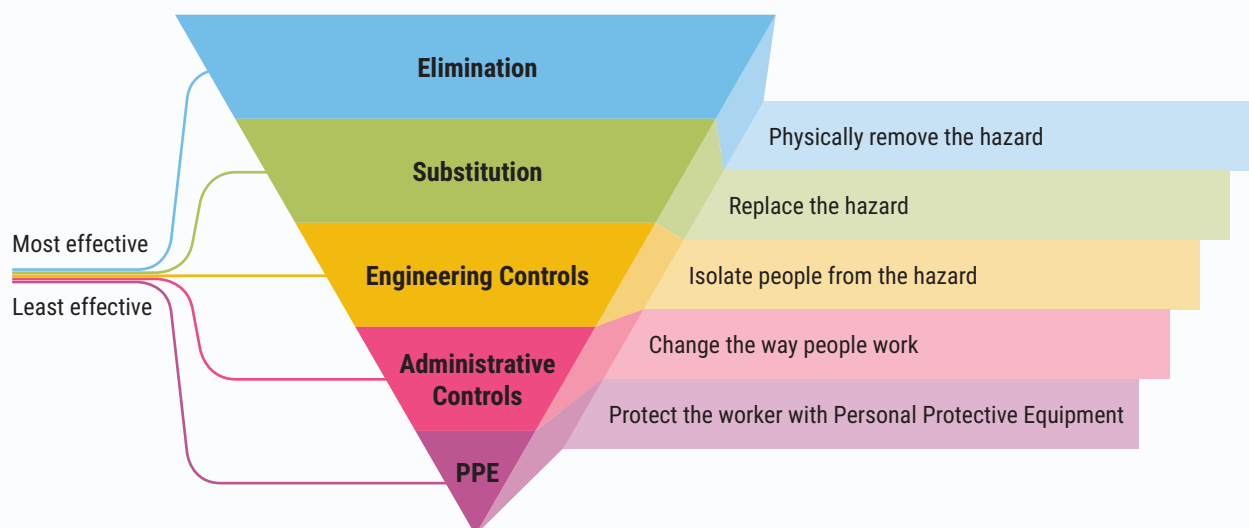 Elimination
Physically remove the hazard
Substitution
Replace the hazard
Most effective
Least effective
Engineering Controls
Isolate people from the hazard
Administrative
Controls
Change the way people work
PPE
Protect the worker with Personal Protective Equipment